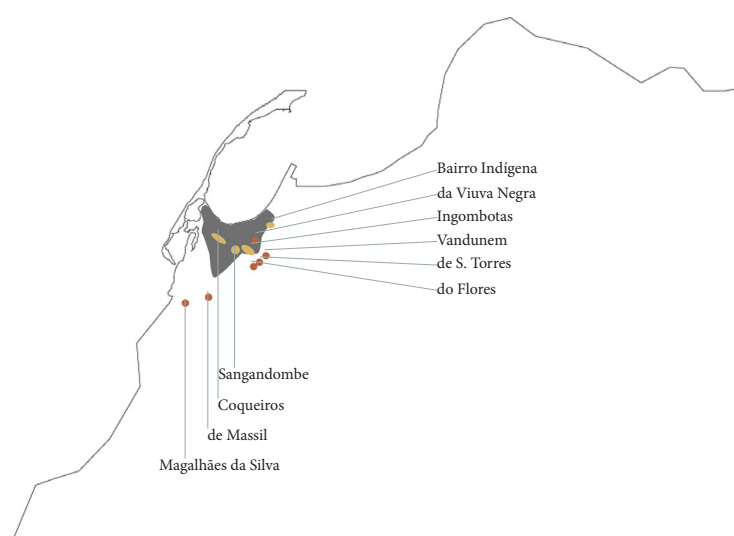 Bairro Indígena
da Viuva Negra
Ingombotas
Vandunem
de S. Torres
do Flores
Sangandombe
Coqueiros
de Massil
Magalhães da Silva